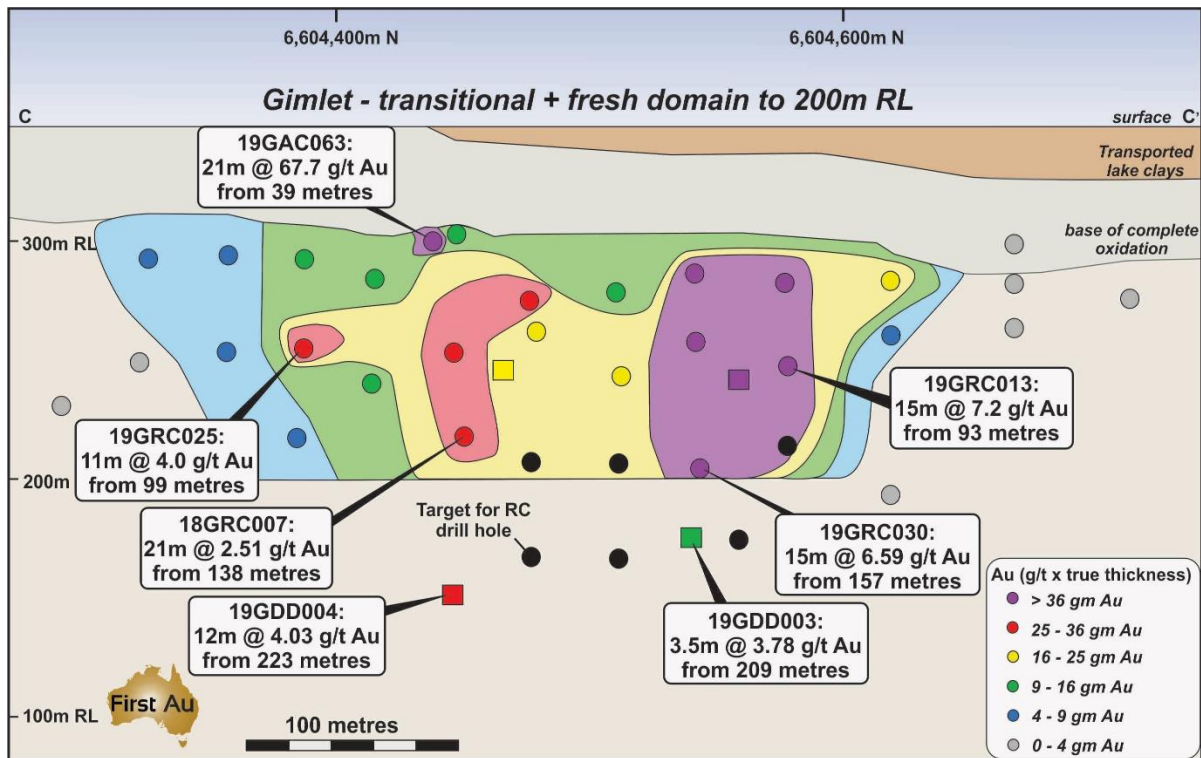 6,604,400m N
6,604,600m N
Gimlet - transitional + fresh domain to 200m RL
C
surface C'
19GAC063:
21m @ 67.7 g/t Au
from 39 metres
Transported
lake clays
300m RL
base of complete
oxidation
19GRC013:
15m @ 7.2 g/t Au
from 93 metres
19GRC025:
11m @ 4.0 g/t Au
from 99 metres
200m
Target for RC
drill hole
18GRC007:
21m @ 2.51 g/t Au
from 138 metres
19GRC030:
15m @ 6.59 g/t Au
from 157 metres
19GDD004:
12m @ 4.03 g/t Au
from 223 metres
19GDD003:
3.5m @ 3.78 g/t Au
from 209 metres
Au (g/t x true thickness)
> 36 gm Au
25 - 36 gm Au
16 - 25 gm Au
9 - 16 gm Au
4 - 9 gm Au
0 - 4 gm Au
First Au
100m RL
100 metres